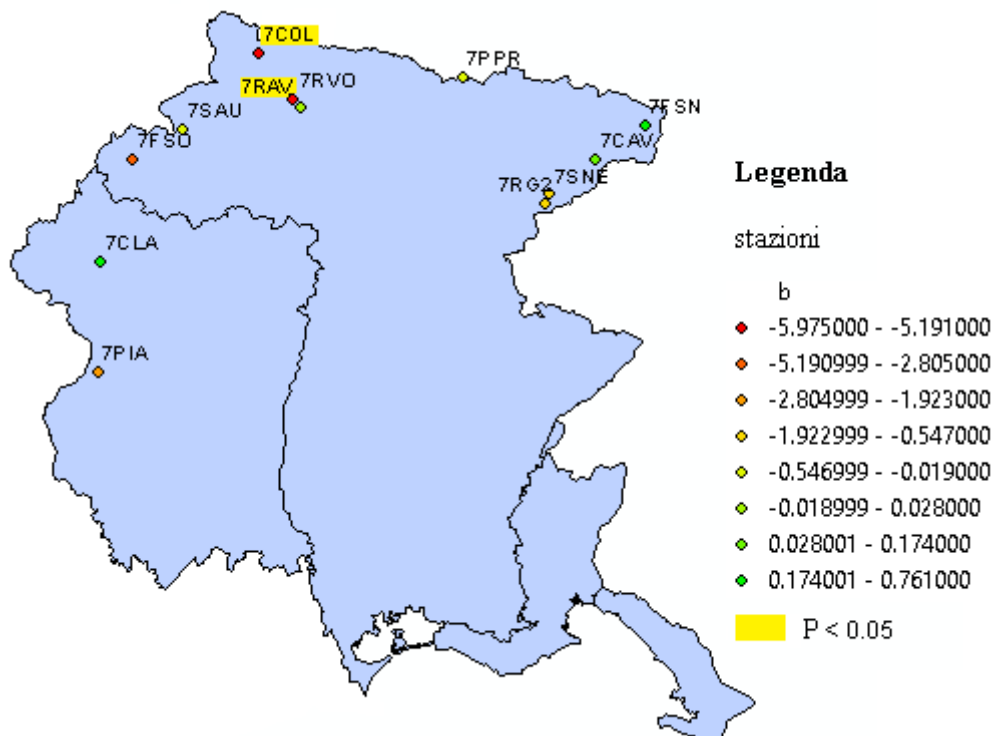 7COL
7PPR
7RAV
7RVO
7SAU
7FSN
7FSO
7CAV
7SNE
7RG2
7CLA
7PIA
Legenda
stazioni
b
-5.975000 - -5.191000
-5.190999 - -2.805000
-2.804999 - -1.923000
-1.922999 - -0.547000
-0.546999 - -0.019000
-0.018999 - 0.028000
0.028001 - 0.174000
0.174001 - 0.761000
P < 0.05